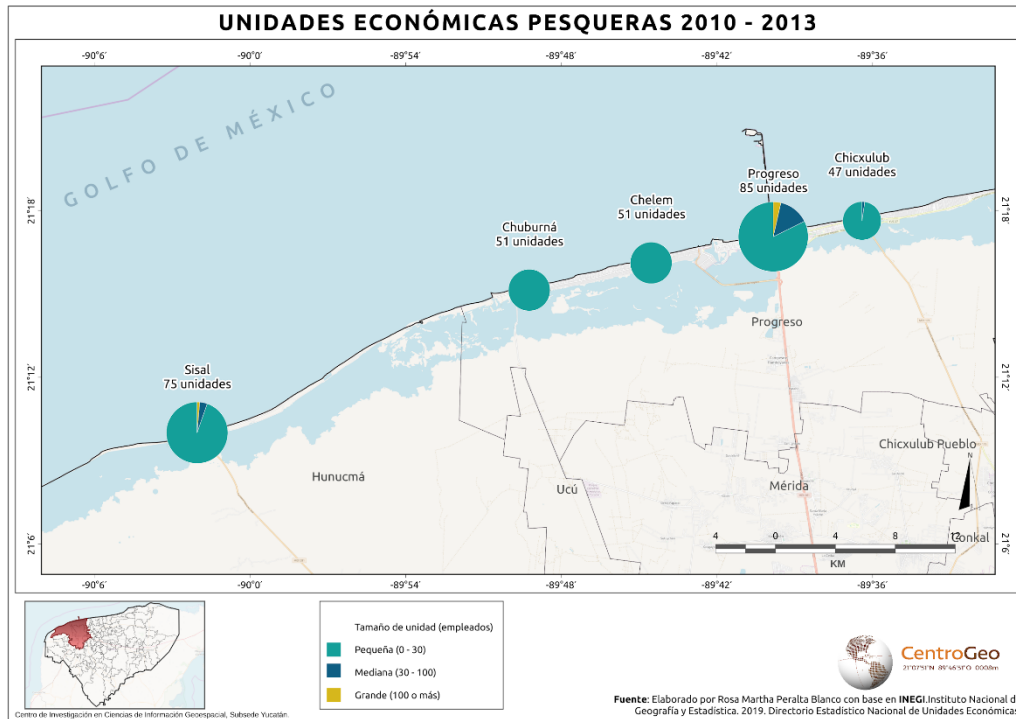 UNIDADES ECONÓMICAS PESQUERAS 2010 - 2013
-90°6' -90°0' -89°54' -89°48' -89°42' -89°36'
GOLFO DE MÉXICO
Chicxulub
47 unidades
Progreso
85 unidades
Chelem
51 unidades
21°18' 21°18'
Chuburná
51 unidades
Progreso
Sisal
75 unidades
21°12' 21°12'
Chicxulub Pueblo
N
Hunucmá
Ucú
Mérida
21°6' 21°6'
Conkal
4 0 4 8 12
KM
-90°6' -90°0' -89°54' -89°48' -89°42' -89°36'
Tamaño de unidad (empleados)
Pequeña (0 - 30)
Mediana (30 - 100)
Grande (100 o más)
CentroGeo
Centro de Investigación en Ciencias de Información Geoespacial, Subsede Yucatán.
Fuente: Elaborado por Rosa Martha Peralta Blanco con base en INEGI.Instituto Nacional d
Geografía y Estadística. 2019. Directorio Estadístico Nacional de Unidades Económicas